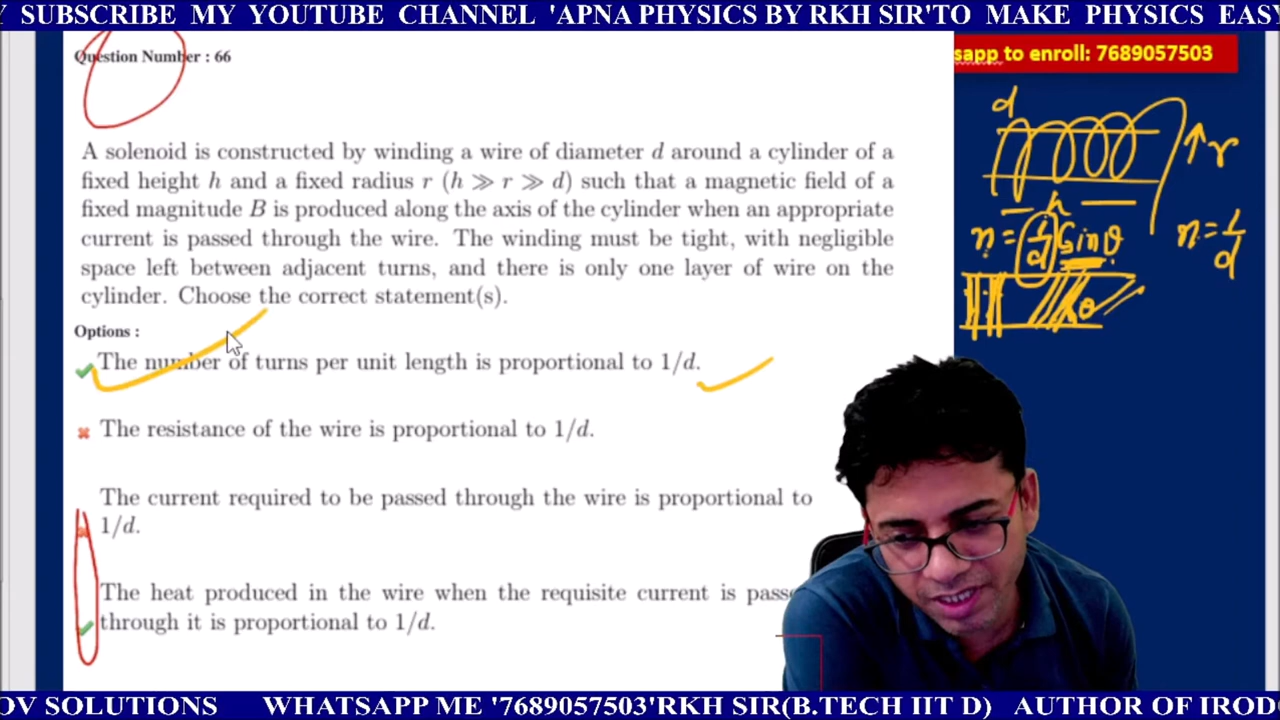 SUBSCRIBE MY YOUTUBE CHANNEL 'APNA PHYSICS BY RKH SIR'TO MAKE PHYSICS EASY
Question Number : 66
sapp to enroll: 7689057503
A solenoid is constructed by winding a wire of diameter d around a cylinder of a
fixed height h and a fixed radius r (h ≫ r ≫ d) such that a magnetic field of a
fixed magnitude B is produced along the axis of the cylinder when an appropriate
current is passed through the wire. The winding must be tight, with negligible
space left between adjacent turns, and there is only one layer of wire on the
cylinder. Choose the correct statement(s).
Options :
The number of turns per unit length is proportional to 1/d.
The resistance of the wire is proportional to 1/d.
The current required to be passed through the wire is proportional to
1/d.
The heat produced in the wire when the requisite current is passe
through it is proportional to 1/d.
d
r
h
n = (1/d) Sinθ
n = 1/d
θ
OV SOLUTIONS WHATSAPP ME '7689057503'RKH SIR(B.TECH IIT D) AUTHOR OF IROD